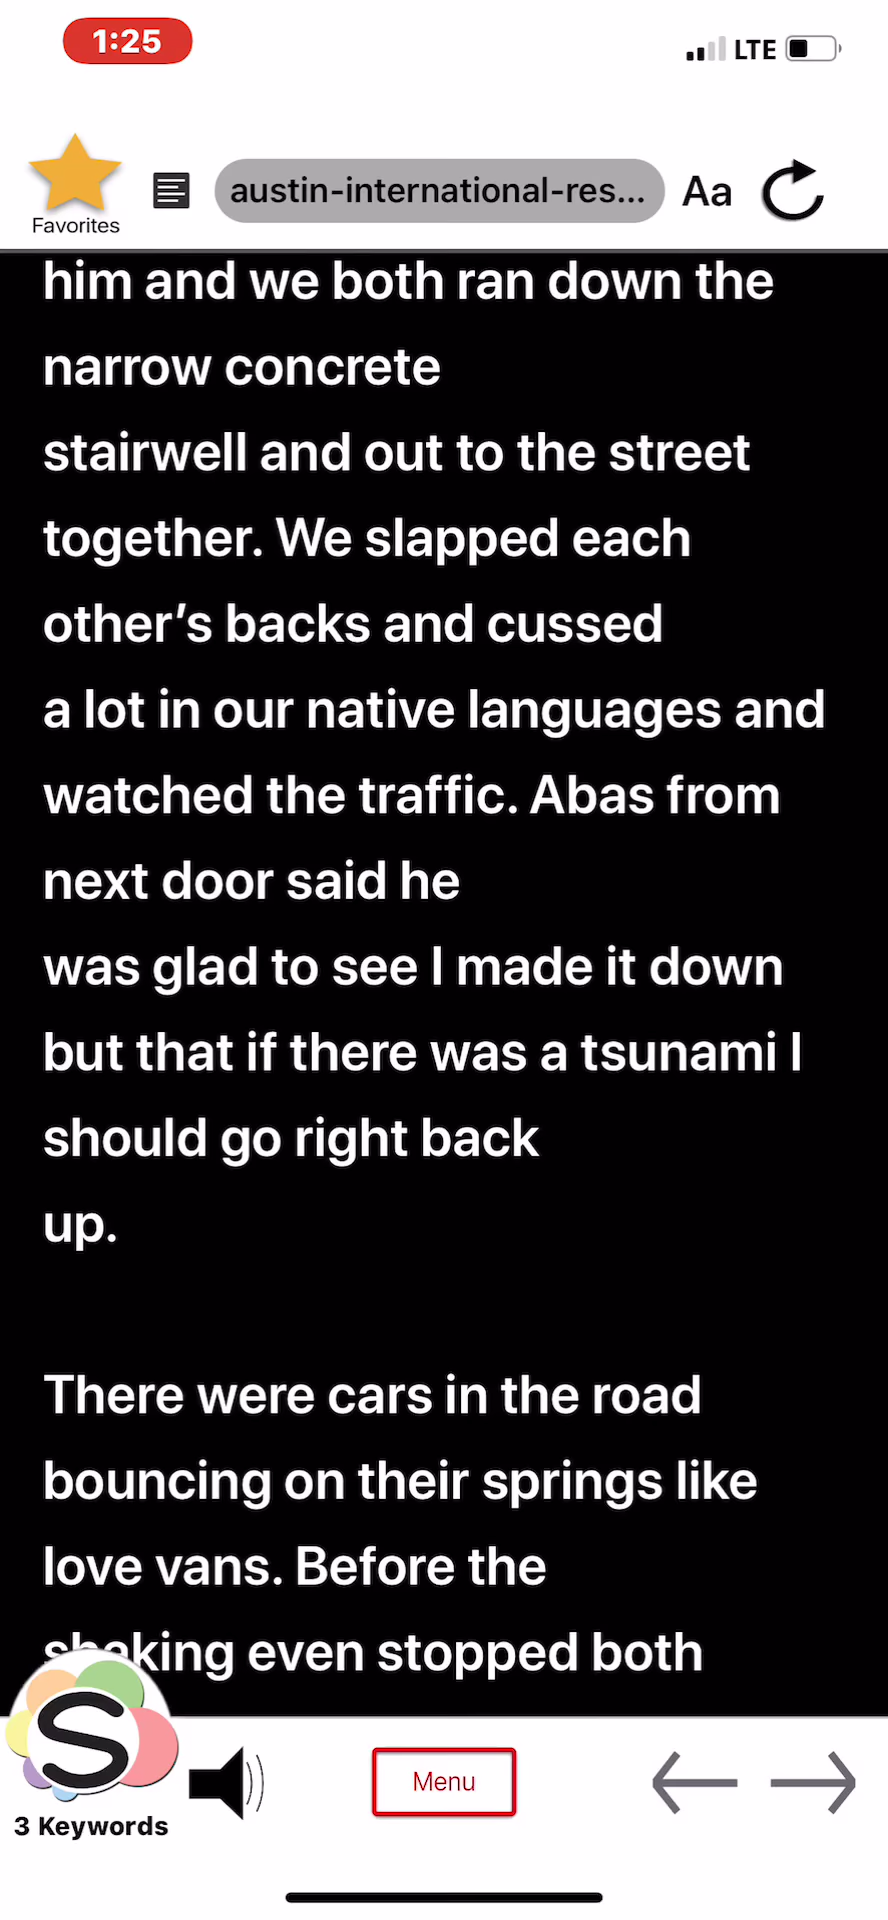 1:25
LTE
Favorites
austin-international-res...
Aa
him and we both ran down the
narrow concrete
stairwell and out to the street
together. We slapped each
other’s backs and cussed
a lot in our native languages and
watched the traffic. Abas from
next door said he
was glad to see I made it down
but that if there was a tsunami I
should go right back
up.
There were cars in the road
bouncing on their springs like
love vans. Before the
shaking even stopped both
S
3 Keywords
Menu